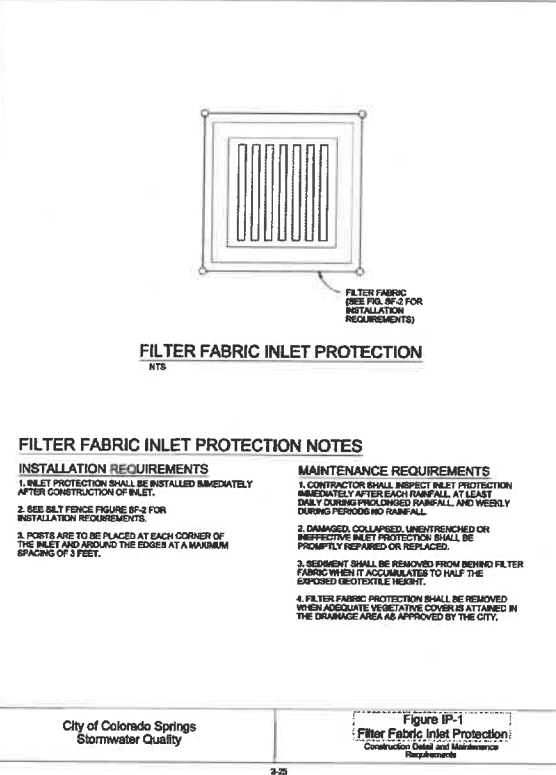 FILTER FABRIC
(SEE FIG. SF-2 FOR
INSTALLATION
REQUIREMENTS)
FILTER FABRIC INLET PROTECTION
NTS
FILTER FABRIC INLET PROTECTION NOTES
INSTALLATION REQUIREMENTS
1. INLET PROTECTION SHALL BE INSTALLED IMMEDIATELY
AFTER CONSTRUCTION OF INLET.
2. SEE SILT FENCE FIGURE SF-2 FOR
INSTALLATION REQUIREMENTS.
3. POSTS ARE TO BE PLACED AT EACH CORNER OF
THE INLET AND AROUND THE EDGES AT A MAXIMUM
SPACING OF 3 FEET.
MAINTENANCE REQUIREMENTS
1. CONTRACTOR SHALL INSPECT INLET PROTECTION
IMMEDIATELY AFTER EACH RAINFALL, AT LEAST
DAILY DURING PROLONGED RAINFALL, AND WEEKLY
DURING PERIODS NO RAINFALL.
2. DAMAGED, COLLAPSED, UNENTRENCHED OR
INEFFECTIVE INLET PROTECTION SHALL BE
PROMPTLY REPAIRED OR REPLACED.
3. SEDIMENT SHALL BE REMOVED FROM BEHIND FILTER
FABRIC WHEN IT ACCUMULATES TO HALF THE
EXPOSED GEOTEXTILE HEIGHT.
4. FILTER FABRIC PROTECTION SHALL BE REMOVED
WHEN ADEQUATE VEGETATIVE COVER IS ATTAINED IN
THE DRAINAGE AREA AS APPROVED BY THE CITY.
City of Colorado Springs
Stormwater Quality
Figure IP-1
Filter Fabric Inlet Protection
Construction Detail and Maintenance
Requirements
3-25